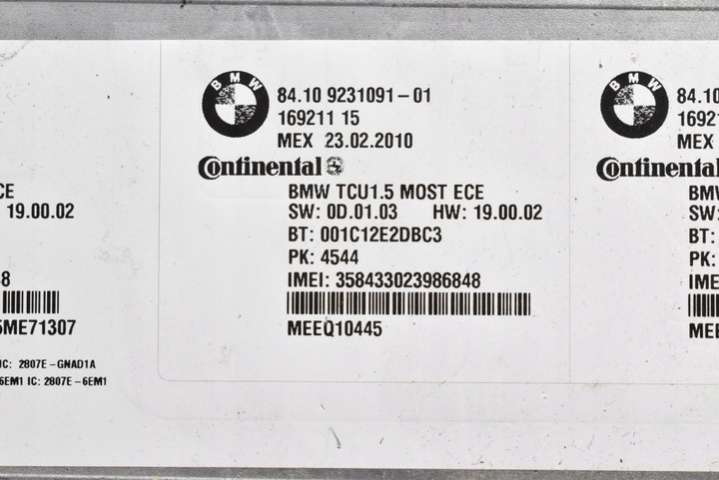 BMW
84.10 9231091-01
169211 15
MEX 23.02.2010
Continental
BMW TCU1.5 MOST ECE
SW: 0D.01.03 HW: 19.00.02
BT: 001C12E2DBC3
PK: 4544
IMEI: 358433023986848
MEEQ10445
CE
19.00.02
8
5ME71307
IC: 2807E-GNAD1A
6EM1 IC: 2807E-6EM1
BMW
84.10
1692
MEX
Continental
BM
SW:
BT:
PK:
IME
MEE